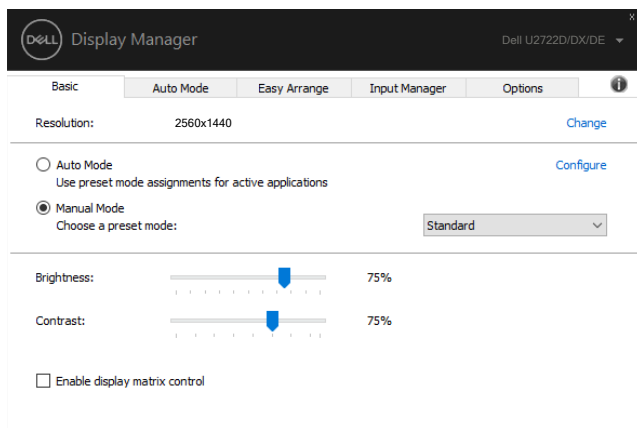 DELL Display Manager
Dell U2722D/DX/DE
x
Basic
Auto Mode
Easy Arrange
Input Manager
Options
i
Resolution: 2560x1440 Change
Auto Mode Configure
Use preset mode assignments for active applications
Manual Mode
Choose a preset mode: Standard
Brightness: 75%
Contrast: 75%
Enable display matrix control